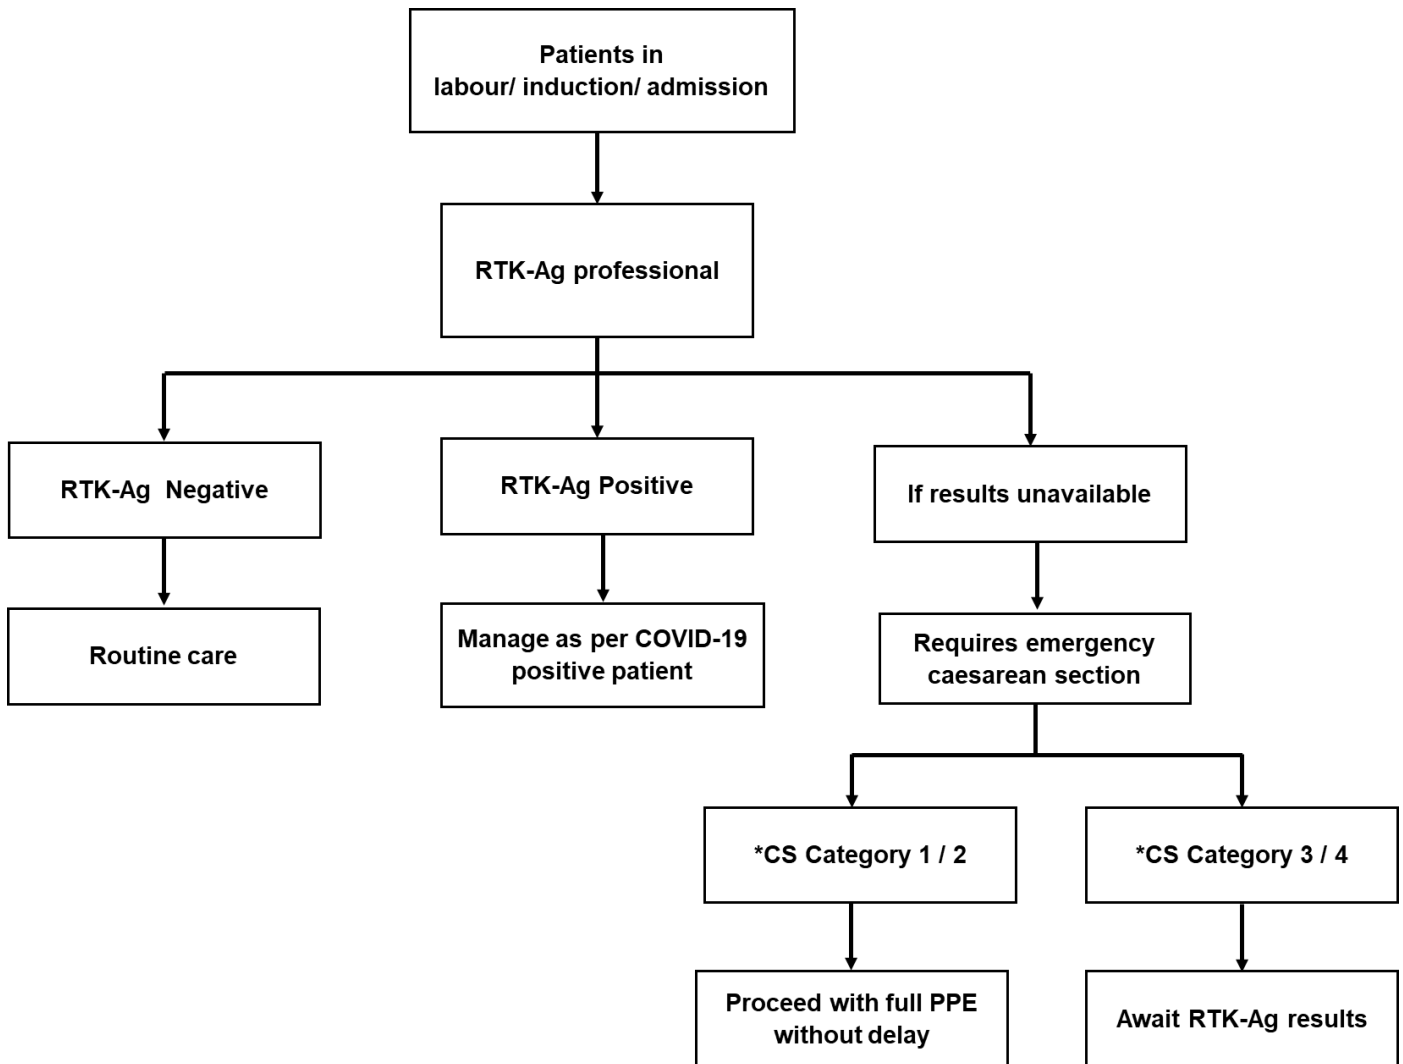 Patients in
labour/ induction/ admission
RTK-Ag professional
RTK-Ag Negative
RTK-Ag Positive
If results unavailable
Routine care
Manage as per COVID-19
positive patient
Requires emergency
caesarean section
*CS Category 1 / 2
*CS Category 3 / 4
Proceed with full PPE
without delay
Await RTK-Ag results